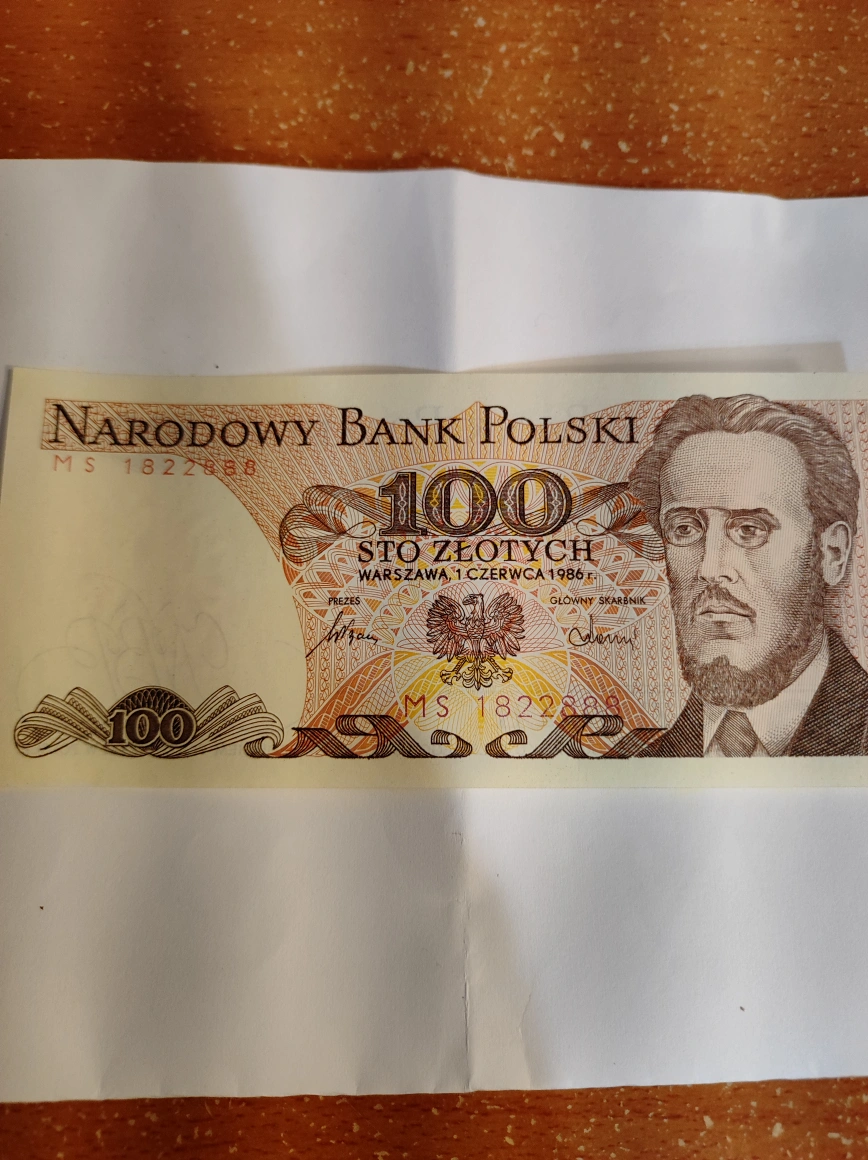 NARODOWY BANK POLSKI
MS 1822888
100
STO ZŁOTYCH
WARSZAWA, 1 CZERWCA 1986 r.
PREZES GŁÓWNY SKARBNIK
MS 1822888
100